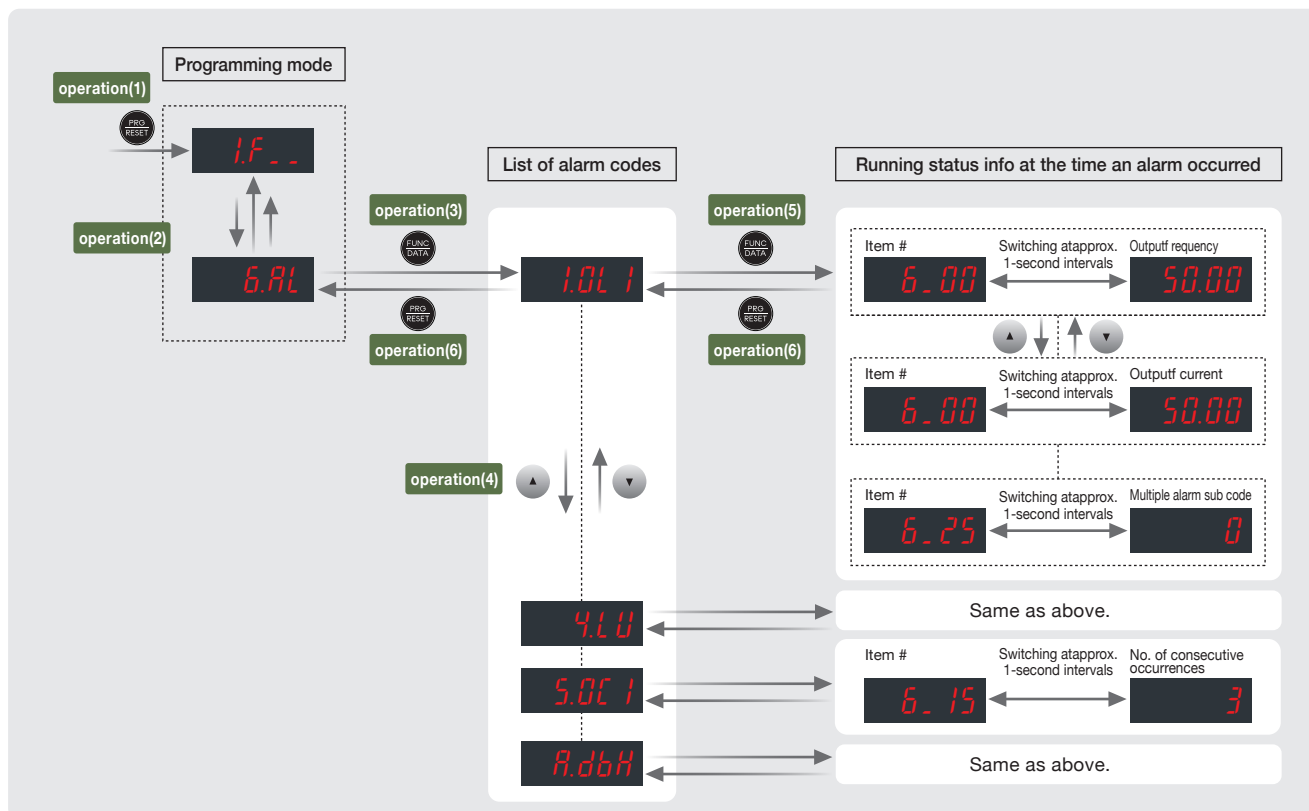 Programming mode
operation(1)
PRG
RESET
1.F_ _
operation(2)
6.AL
operation(3)
FUNC
DATA
PRG
RESET
operation(6)
List of alarm codes
1.OL1
operation(4)
4.LU
5.OC1
A.dbH
operation(5)
FUNC
DATA
PRG
RESET
operation(6)
Running status info at the time an alarm occurred
Item #
6_00
Switching atapprox.
1-second intervals
Outputf requency
50.00
Item #
6_00
Switching atapprox.
1-second intervals
Outputf current
50.00
Item #
6_25
Switching atapprox.
1-second intervals
Multiple alarm sub code
0
Same as above.
Item #
6_15
Switching atapprox.
1-second intervals
No. of consecutive
occurrences
3
Same as above.